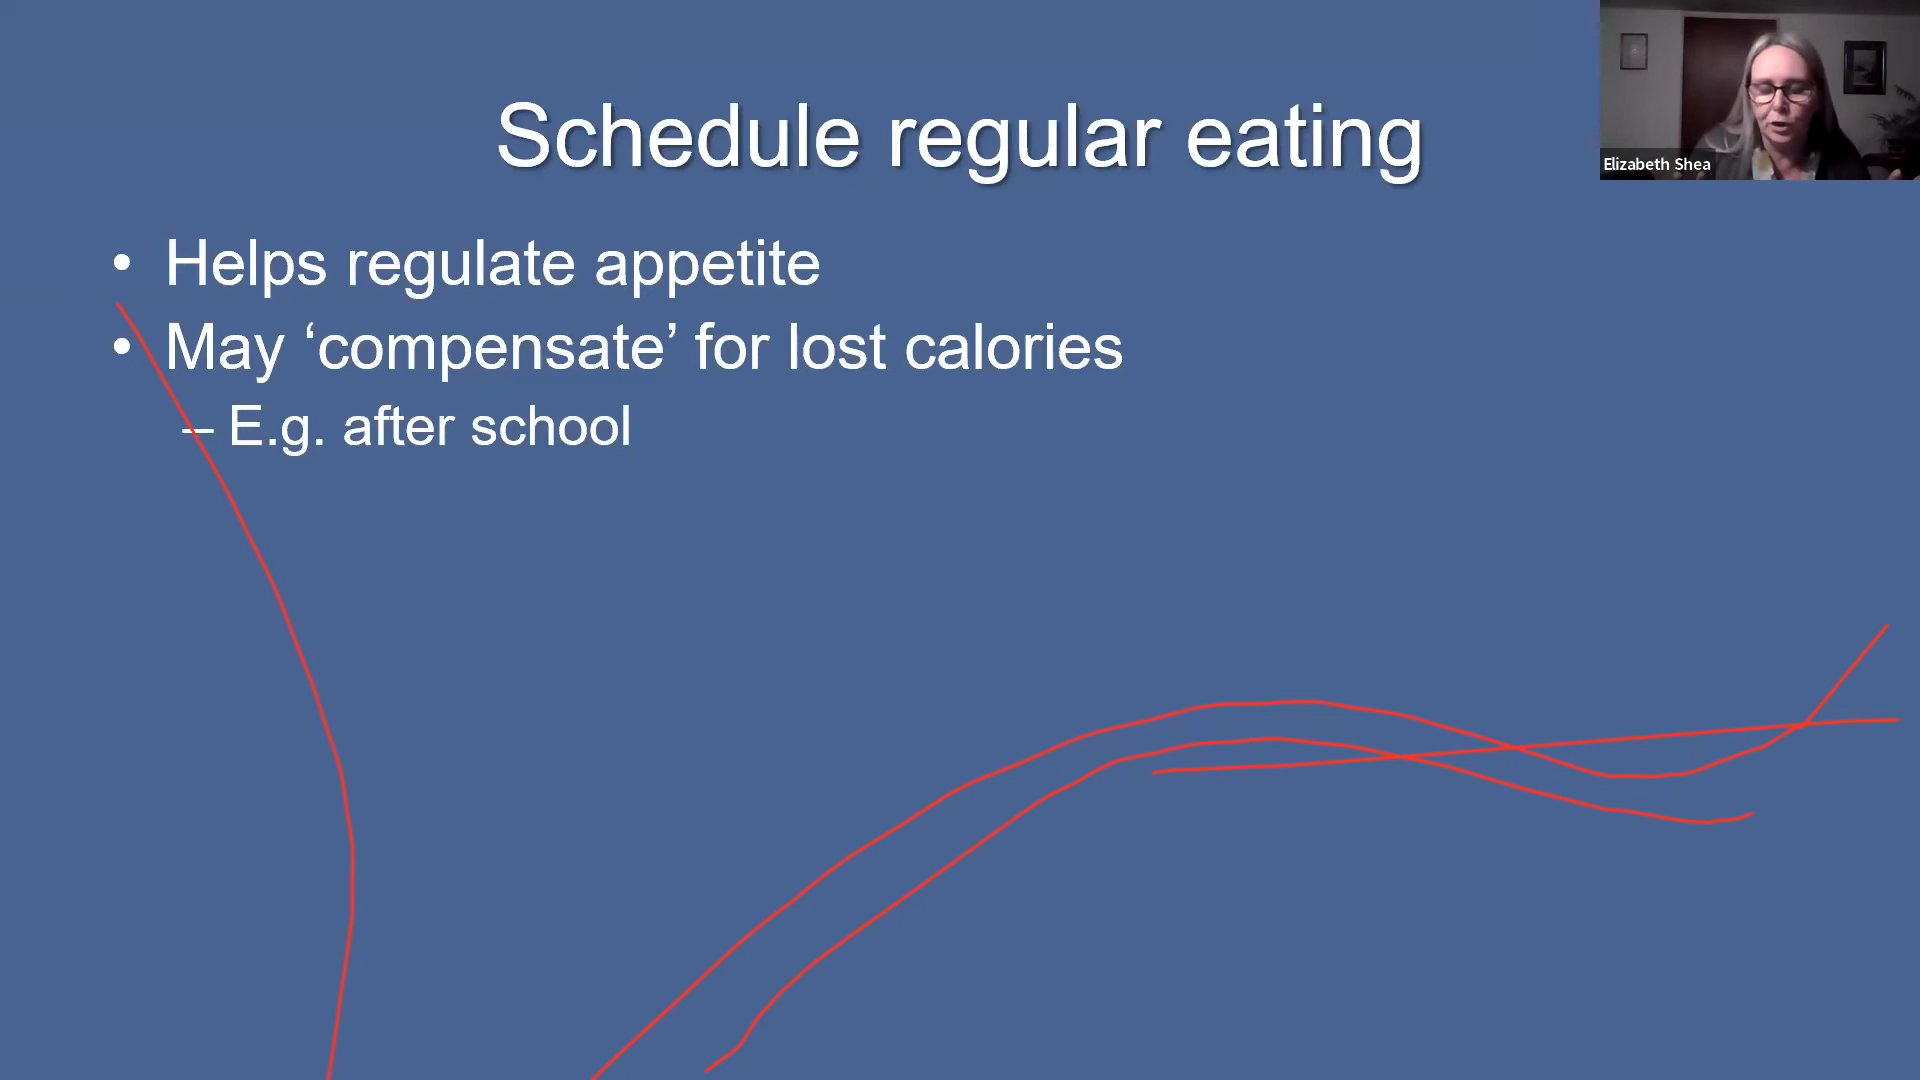 Schedule regular eating
• Helps regulate appetite
• May ‘compensate’ for lost calories
– E.g. after school
Elizabeth Shea